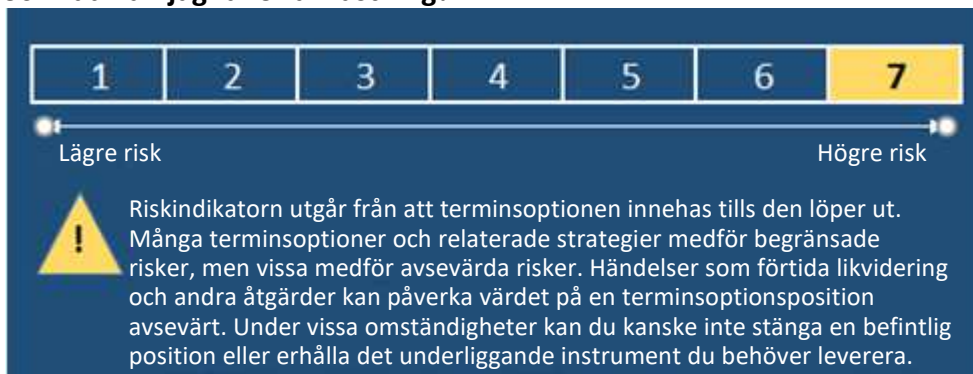 1 2 3 4 5 6 7
Lägre risk Högre risk
! Riskindikatorn utgår från att terminsoptionen innehas tills den löper ut.
Många terminsoptioner och relaterade strategier medför begränsade
risker, men vissa medför avsevärda risker. Händelser som förtida likvidering
och andra åtgärder kan påverka värdet på en terminsoptionsposition
avsevärt. Under vissa omständigheter kan du kanske inte stänga en befintlig
position eller erhålla det underliggande instrument du behöver leverera.